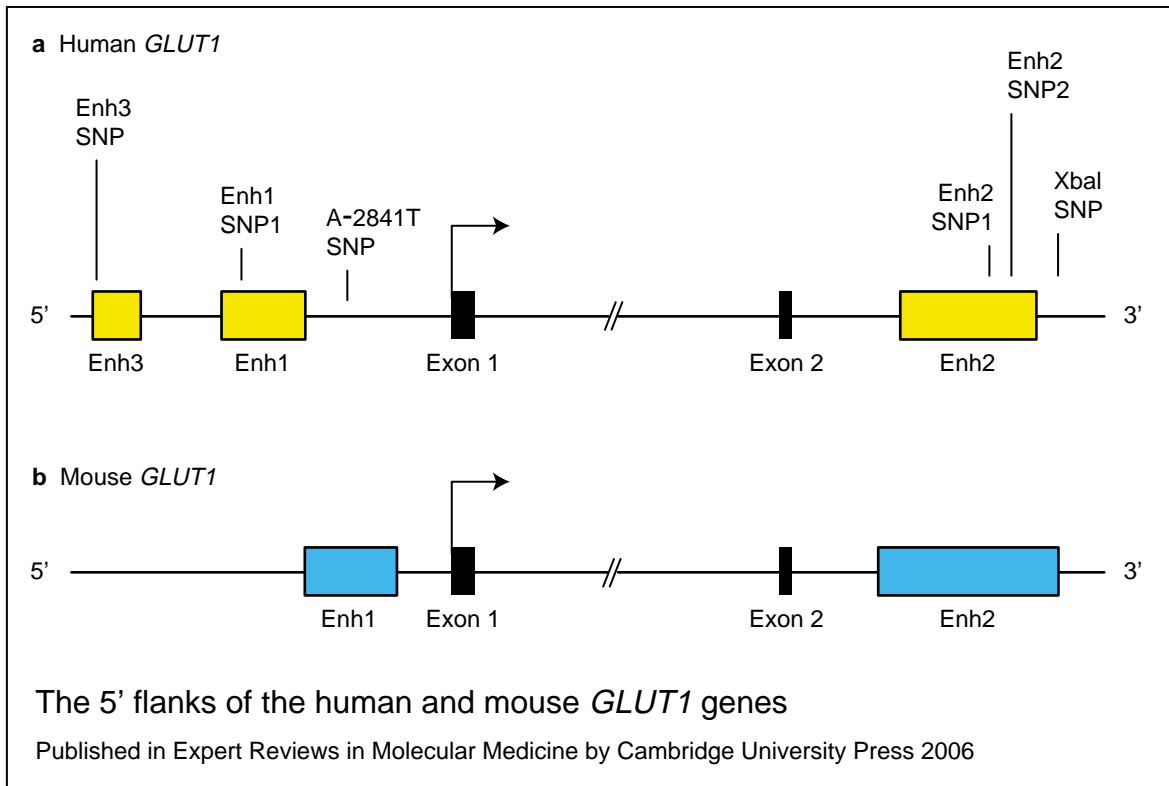 a Human GLUT1
Enh3
SNP
Enh1
SNP1
A-2841T
SNP
Enh2
SNP1
Enh2
SNP2
XbaI
SNP
5’
3’
Enh3
Enh1
Exon 1
Exon 2
Enh2
b Mouse GLUT1
5’
3’
Enh1
Exon 1
Exon 2
Enh2
The 5’ flanks of the human and mouse GLUT1 genes
Published in Expert Reviews in Molecular Medicine by Cambridge University Press 2006